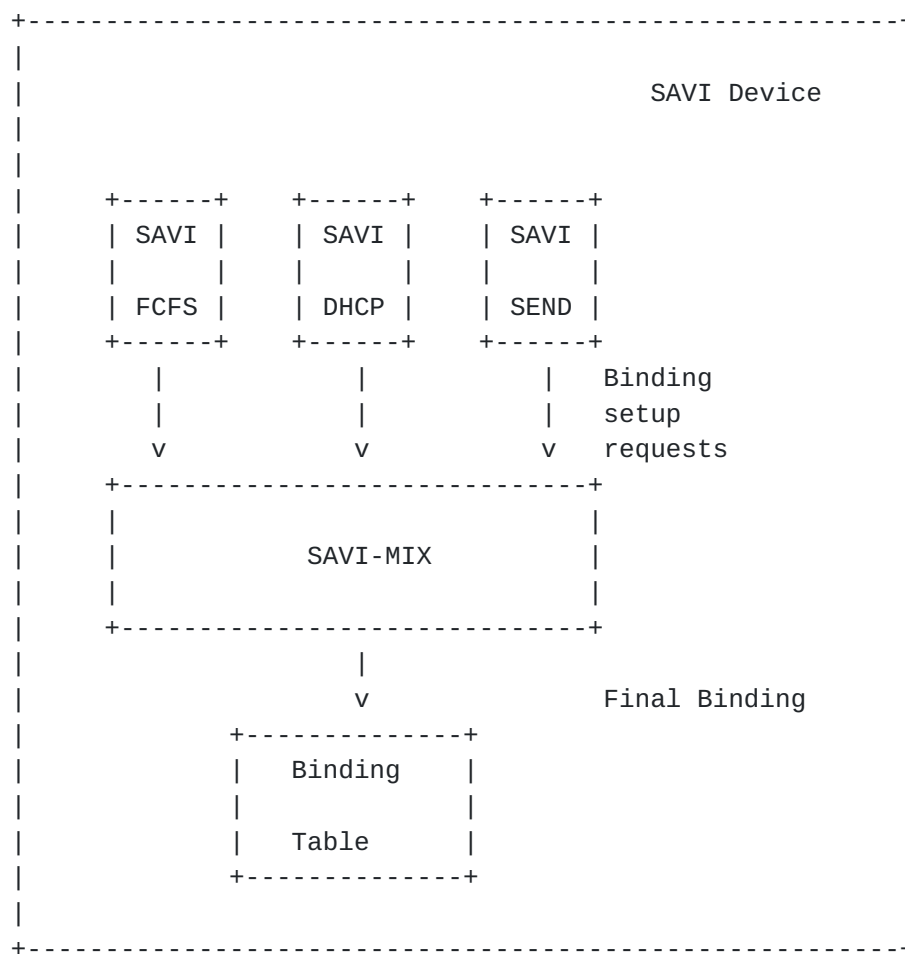 SAVI Device
SAVI SAVI SAVI
FCFS DHCP SEND
Binding
setup
requests
SAVI-MIX
Final Binding
Binding
Table